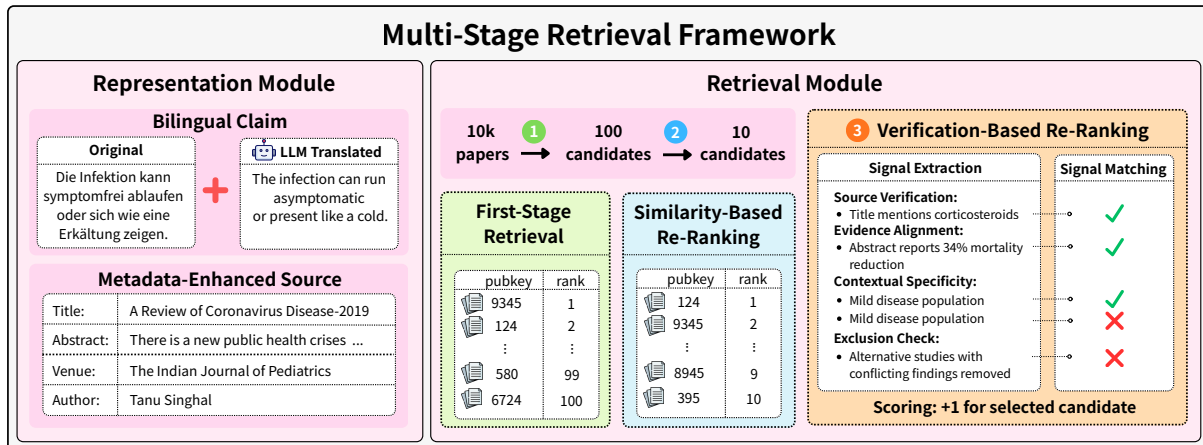 Multi-Stage Retrieval Framework
Representation Module
Bilingual Claim
Original
Die Infektion kann
symptomfrei ablaufen
oder sich wie eine
Erkältung zeigen.
LLM Translated
The infection can run
asymptomatic
or present like a cold.
Metadata-Enhanced Source
Title: A Review of Coronavirus Disease-2019
Abstract: There is a new public health crises ...
Venue: The Indian Journal of Pediatrics
Author: Tanu Singhal
Retrieval Module
10k 1 100 2 10
papers candidates candidates
First-Stage
Retrieval
pubkey rank
9345 1
124 2
⋮ ⋮
580 99
6724 100
Similarity-Based
Re-Ranking
pubkey rank
124 1
9345 2
⋮ ⋮
8945 9
395 10
3 Verification-Based Re-Ranking
Signal Extraction
Signal Matching
Source Verification:
• Title mentions corticosteroids
Evidence Alignment:
• Abstract reports 34% mortality
reduction
Contextual Specificity:
• Mild disease population
• Mild disease population
Exclusion Check:
• Alternative studies with
conflicting findings removed
Scoring: +1 for selected candidate